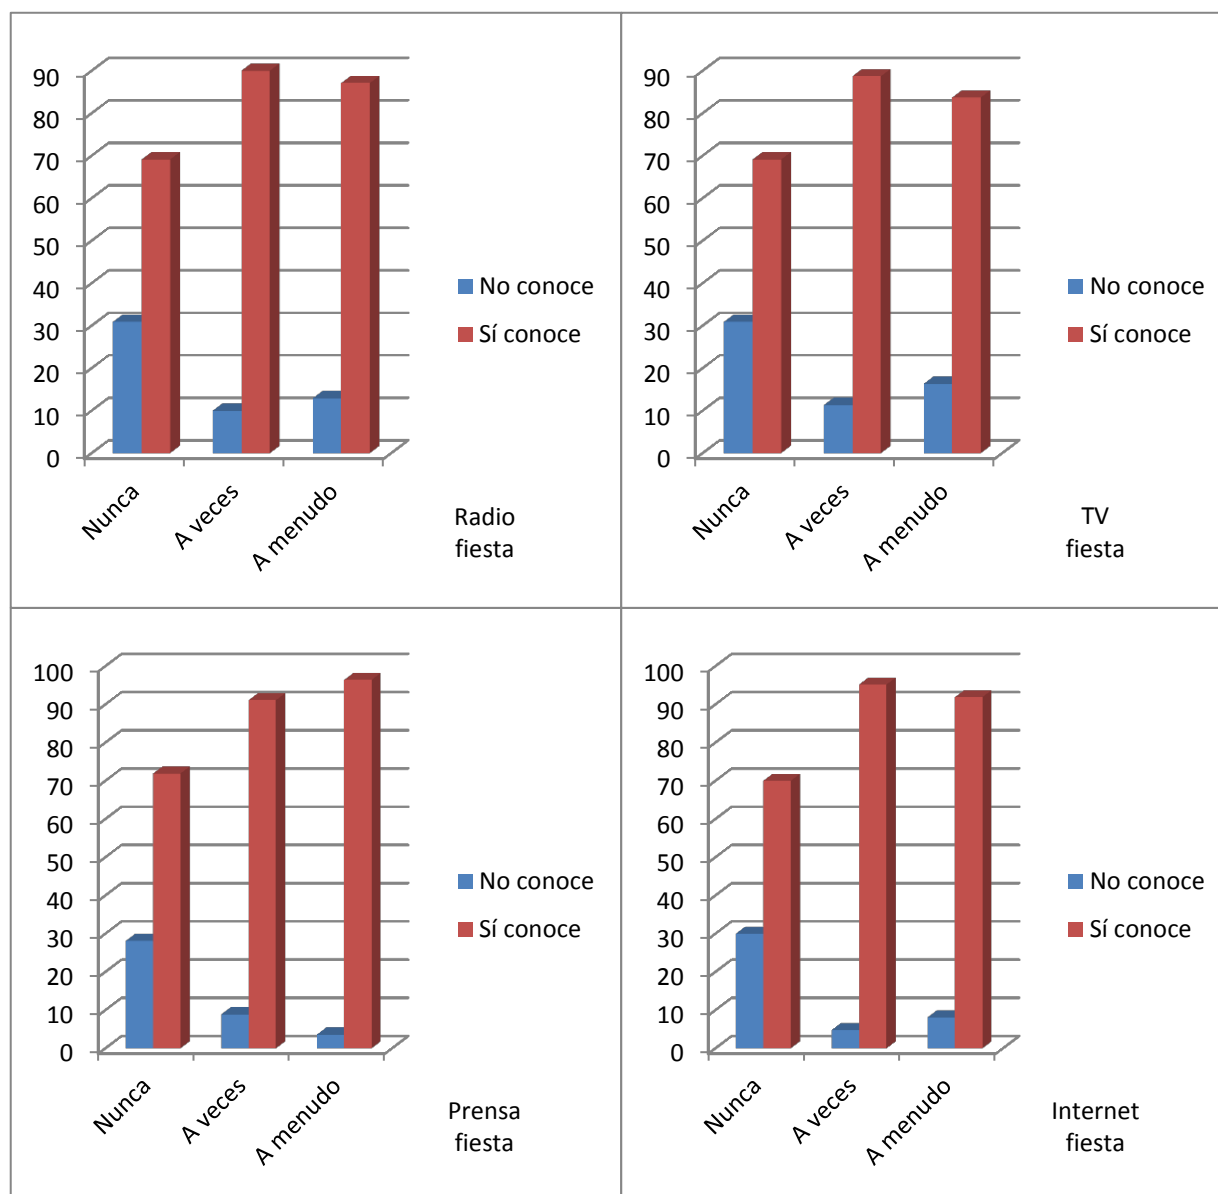 90
80
70
60
50
40
30
20
10
0
Nunca
A veces
A menudo
No conoce
Sí conoce
Radio
fiesta
90
80
70
60
50
40
30
20
10
0
Nunca
A veces
A menudo
No conoce
Sí conoce
TV
fiesta
100
90
80
70
60
50
40
30
20
10
0
Nunca
A veces
A menudo
No conoce
Sí conoce
Prensa
fiesta
100
90
80
70
60
50
40
30
20
10
0
Nunca
A veces
A menudo
No conoce
Sí conoce
Internet
fiesta